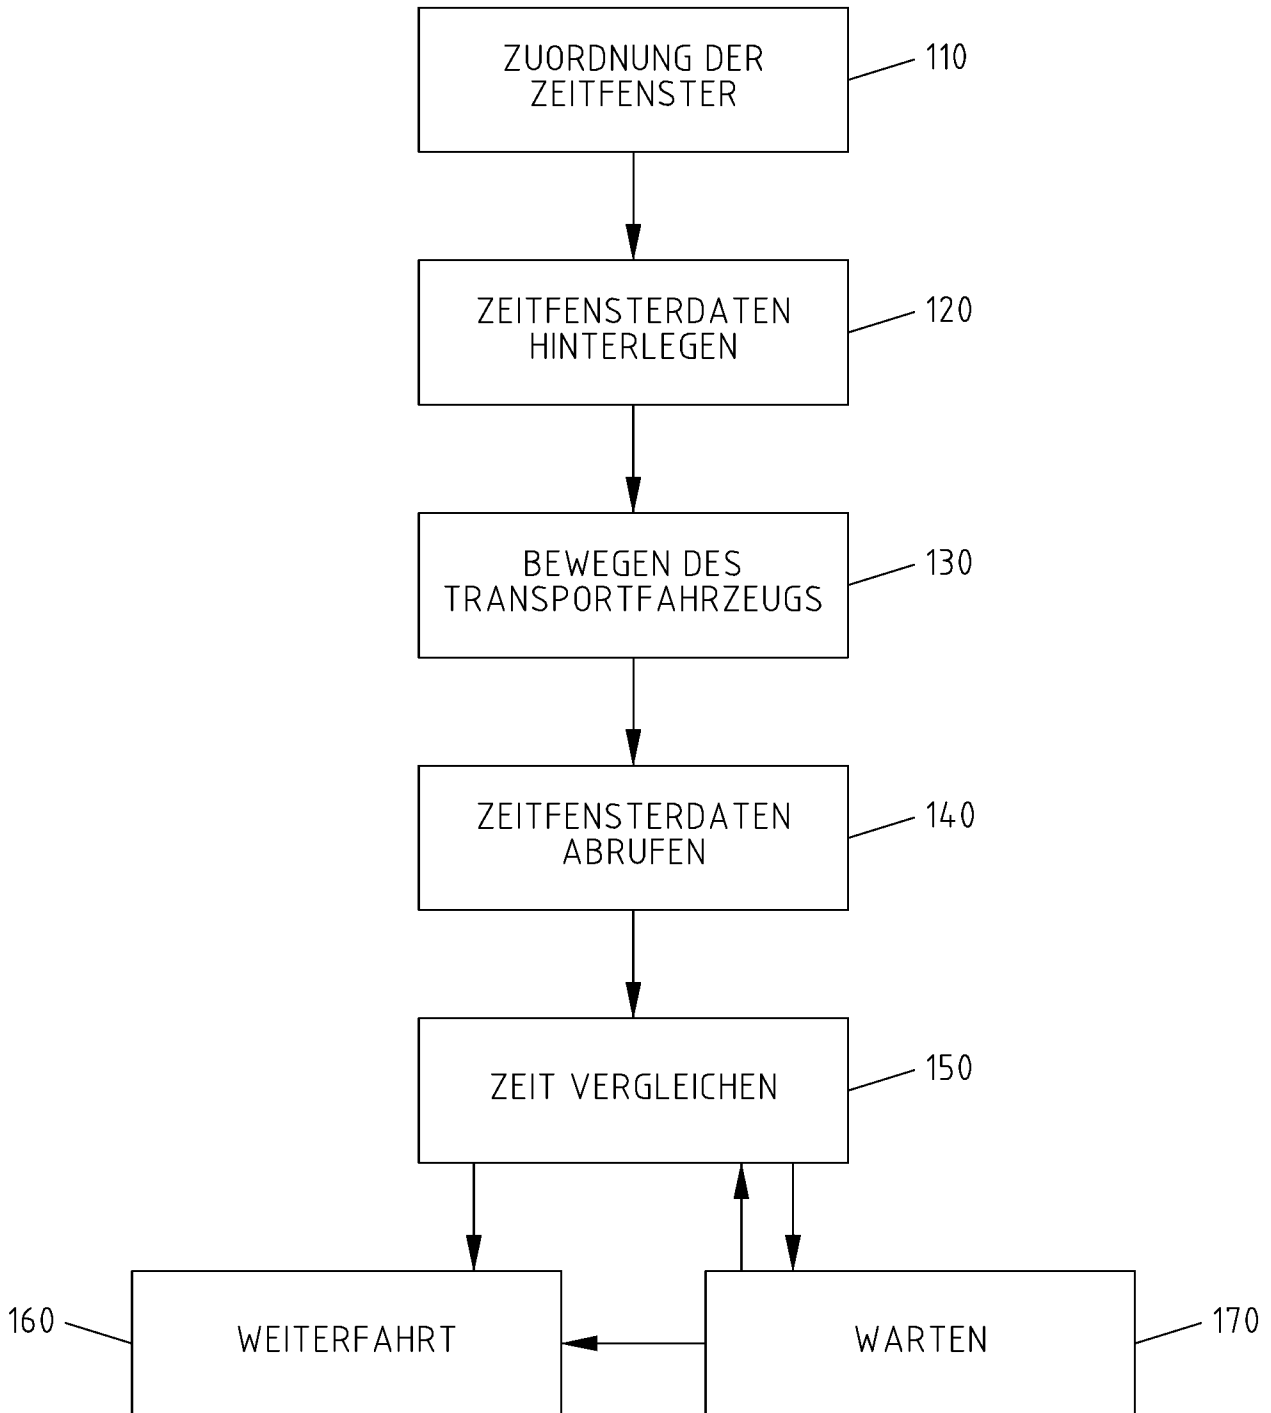 ZUORDNUNG DER
ZEITFENSTER
110
ZEITFENSTERDATEN
HINTERLEGEN
120
BEWEGEN DES
TRANSPORTFAHRZEUGS
130
ZEITFENSTERDATEN
ABRUFEN
140
ZEIT VERGLEICHEN
150
160
WEITERFAHRT
WARTEN
170